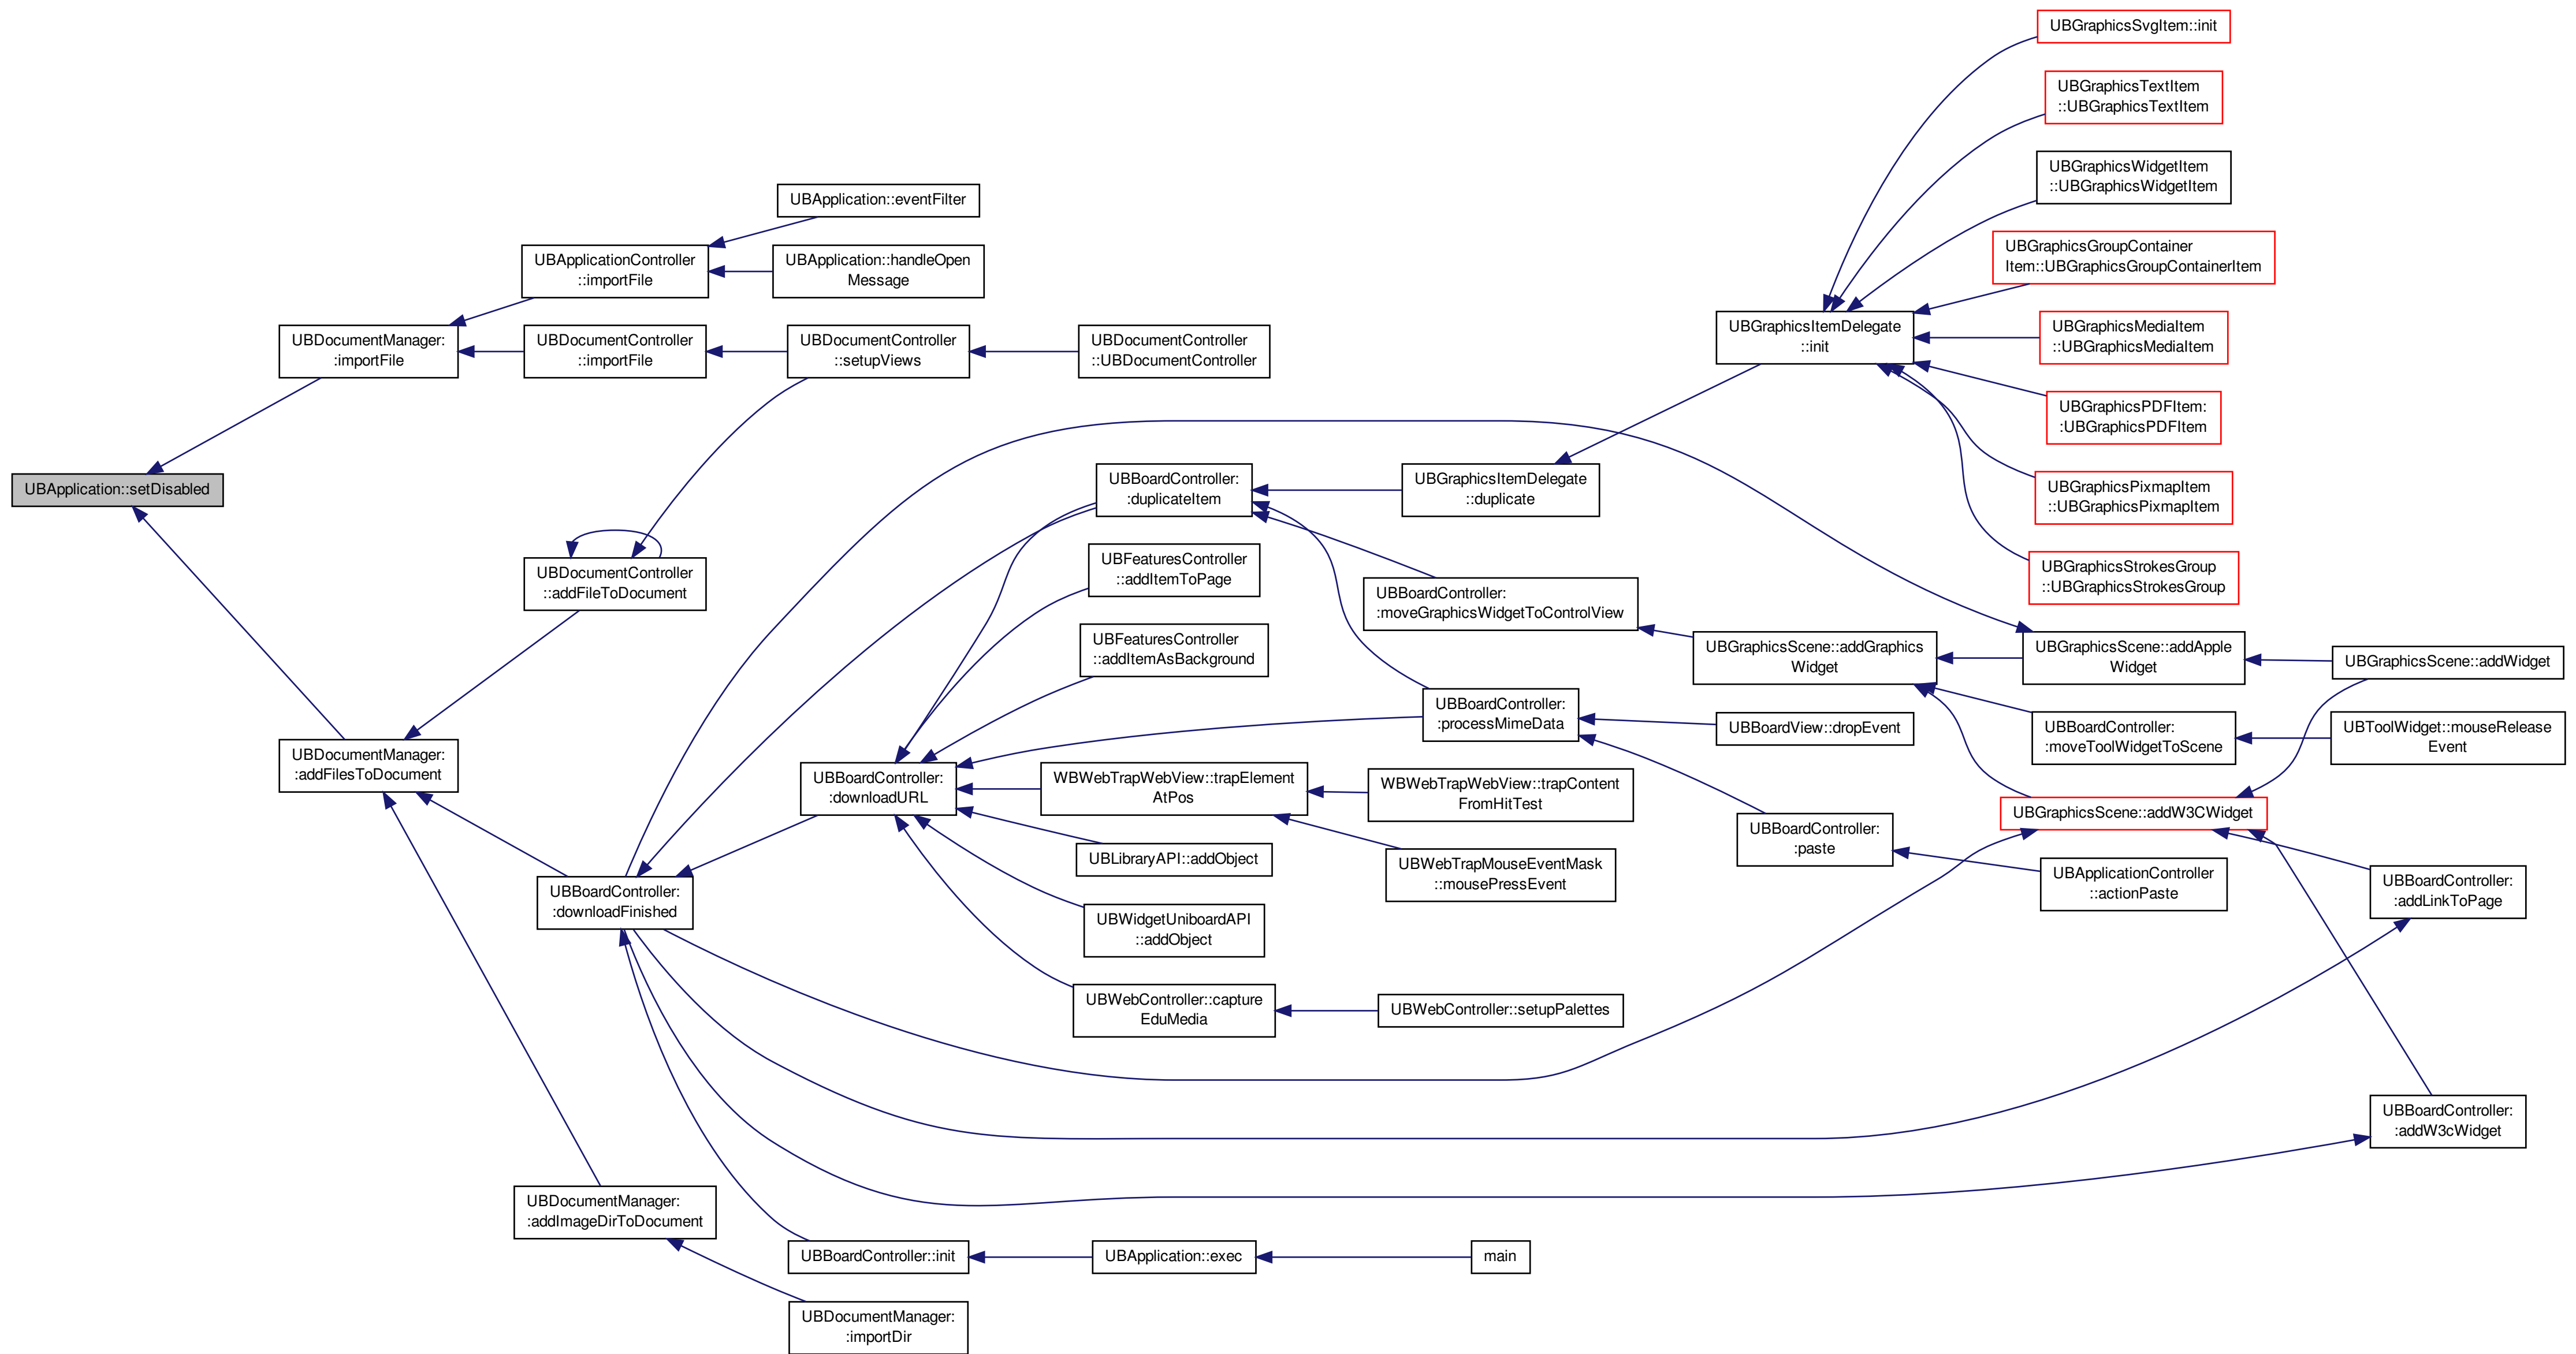 UBGraphicsSvgItem::init
UBGraphicsTextItem
::UBGraphicsTextItem
UBGraphicsWidgetItem
::UBGraphicsWidgetItem
UBApplication::eventFilter
UBGraphicsGroupContainer
Item::UBGraphicsGroupContainerItem
UBApplicationController
::importFile
UBApplication::handleOpen
Message
UBDocumentManager:
:importFile
UBDocumentController
::importFile
UBDocumentController
::setupViews
UBDocumentController
::UBDocumentController
UBGraphicsItemDelegate
::init
UBGraphicsMediaItem
::UBGraphicsMediaItem
UBGraphicsPDFItem:
:UBGraphicsPDFItem
UBApplication::setDisabled
UBBoardController:
:duplicateItem
UBGraphicsItemDelegate
::duplicate
UBGraphicsPixmapItem
::UBGraphicsPixmapItem
UBDocumentController
::addFileToDocument
UBFeaturesController
::addItemToPage
UBGraphicsStrokesGroup
::UBGraphicsStrokesGroup
UBBoardController:
:moveGraphicsWidgetToControlView
UBFeaturesController
::addItemAsBackground
UBGraphicsScene::addGraphics
Widget
UBGraphicsScene::addApple
Widget
UBGraphicsScene::addWidget
UBBoardController:
:processMimeData
UBBoardView::dropEvent
UBBoardController:
:moveToolWidgetToScene
UBToolWidget::mouseRelease
Event
UBDocumentManager:
:addFilesToDocument
UBBoardController:
:downloadURL
WBWebTrapWebView::trapElement
AtPos
WBWebTrapWebView::trapContent
FromHitTest
UBGraphicsScene::addW3CWidget
UBBoardController:
:paste
UBLibraryAPI::addObject
UBWebTrapMouseEventMask
::mousePressEvent
UBApplicationController
::actionPaste
UBBoardController:
:addLinkToPage
UBBoardController:
:downloadFinished
UBWidgetUniboardAPI
::addObject
UBWebController::capture
EduMedia
UBWebController::setupPalettes
UBBoardController:
:addW3cWidget
UBDocumentManager:
:addImageDirToDocument
UBBoardController::init
UBApplication::exec
main
UBDocumentManager:
:importDir